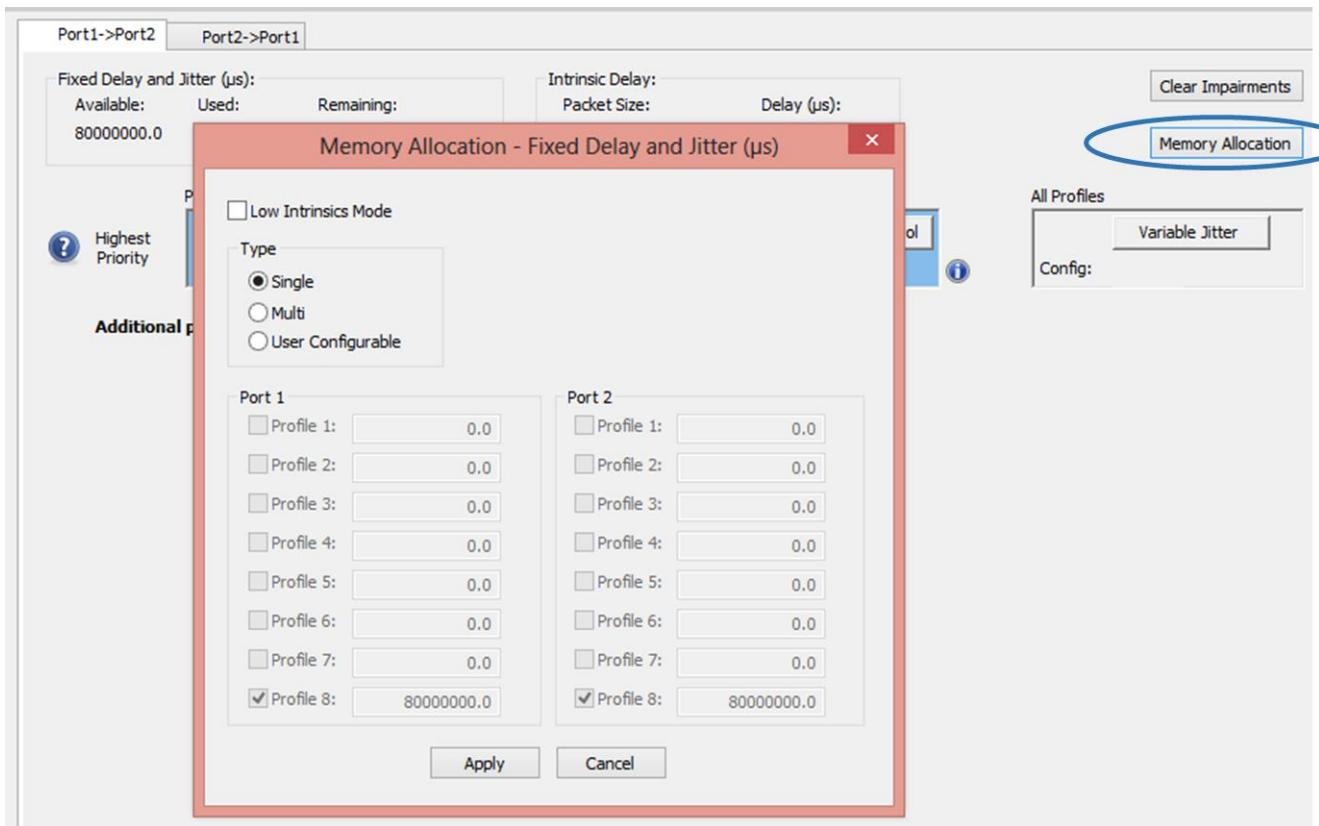 Port1->Port2 Port2->Port1
Fixed Delay and Jitter (µs): Intrinsic Delay:
Available: Used: Remaining: Packet Size: Delay (µs): Clear Impairments
80000000.0
Memory Allocation - Fixed Delay and Jitter (µs) Memory Allocation
Low Intrinsics Mode All Profiles
Highest Priority Variable Jitter
Type Config:
Single
Multi
Additional
User Configurable
Port 1 Port 2
Profile 1: 0.0 Profile 1: 0.0
Profile 2: 0.0 Profile 2: 0.0
Profile 3: 0.0 Profile 3: 0.0
Profile 4: 0.0 Profile 4: 0.0
Profile 5: 0.0 Profile 5: 0.0
Profile 6: 0.0 Profile 6: 0.0
Profile 7: 0.0 Profile 7: 0.0
Profile 8: 80000000.0 Profile 8: 80000000.0
Apply Cancel